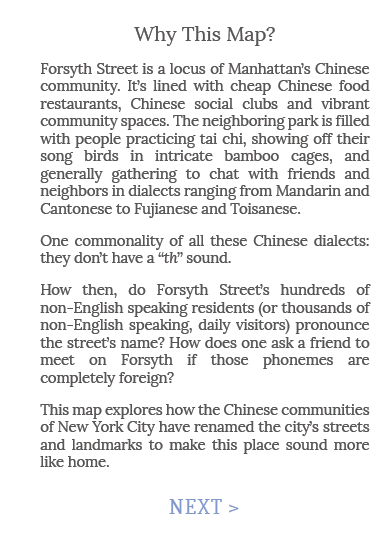 Why This Map?
Forsyth Street is a locus of Manhattan's Chinese
community. It's lined with cheap Chinese food
restaurants, Chinese social clubs and vibrant
community spaces. The neighboring park is filled
with people practicing tai chi, showing off their
song birds in intricate bamboo cages, and
generally gathering to chat with friends and
neighbors in dialects ranging from Mandarin and
Cantonese to Fujianese and Toisanese.
One commonality of all these Chinese dialects:
they don't have a “th” sound.
How then, do Forsyth Street's hundreds of
non-English speaking residents (or thousands of
non-English speaking, daily visitors) pronounce
the street's name? How does one ask a friend to
meet on Forsyth if those phonemes are
completely foreign?
This map explores how the Chinese communities
of New York City have renamed the city's streets
and landmarks to make this place sound more
like home.
NEXT >